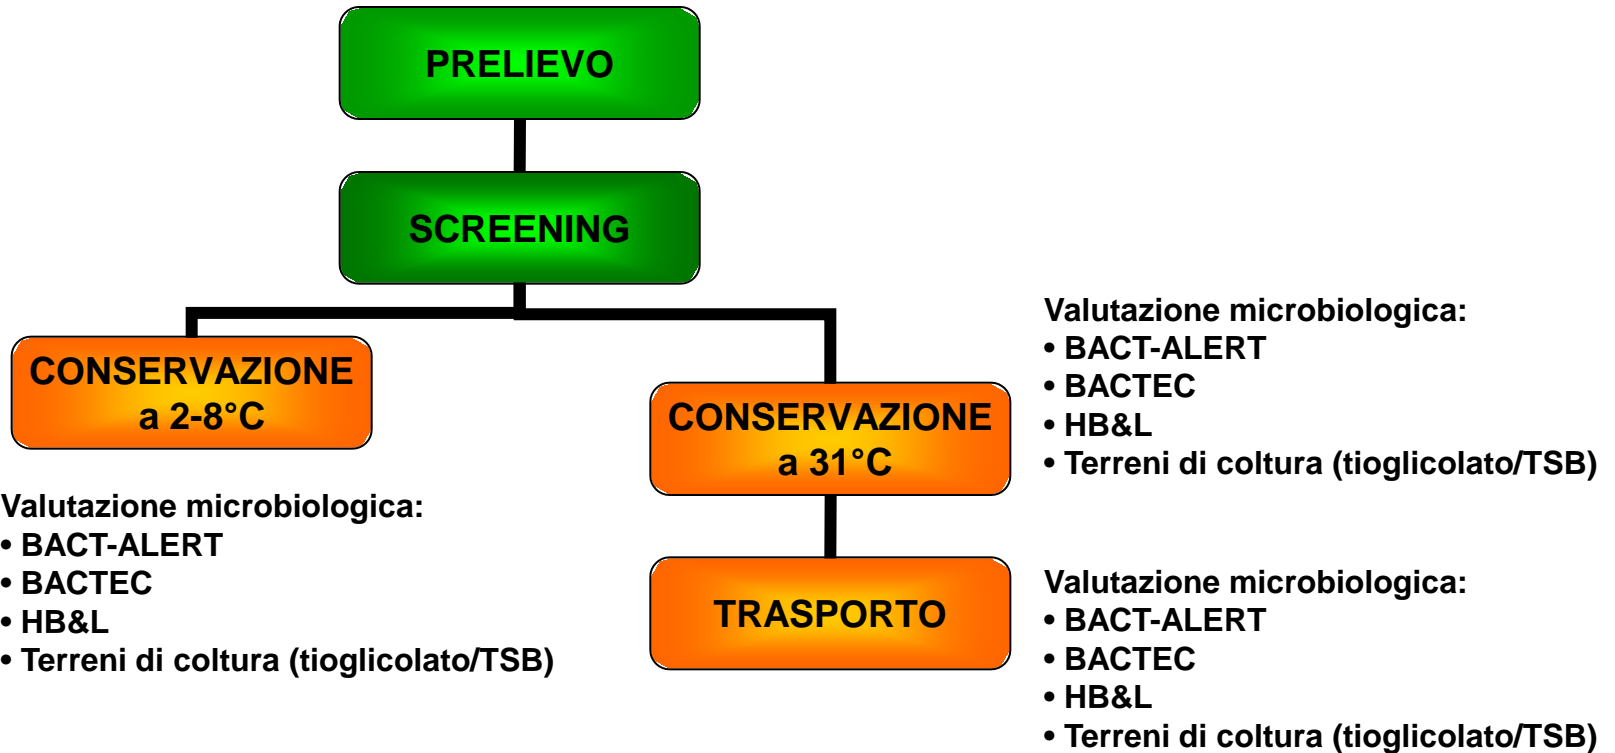 PRELIEVO
SCREENING
CONSERVAZIONE
a 2-8°C
Valutazione microbiologica:
• BACT-ALERT
• BACTEC
• HB&L
• Terreni di coltura (tioglicolato/TSB)
CONSERVAZIONE
a 31°C
Valutazione microbiologica:
• BACT-ALERT
• BACTEC
• HB&L
• Terreni di coltura (tioglicolato/TSB)
TRASPORTO
Valutazione microbiologica:
• BACT-ALERT
• BACTEC
• HB&L
• Terreni di coltura (tioglicolato/TSB)